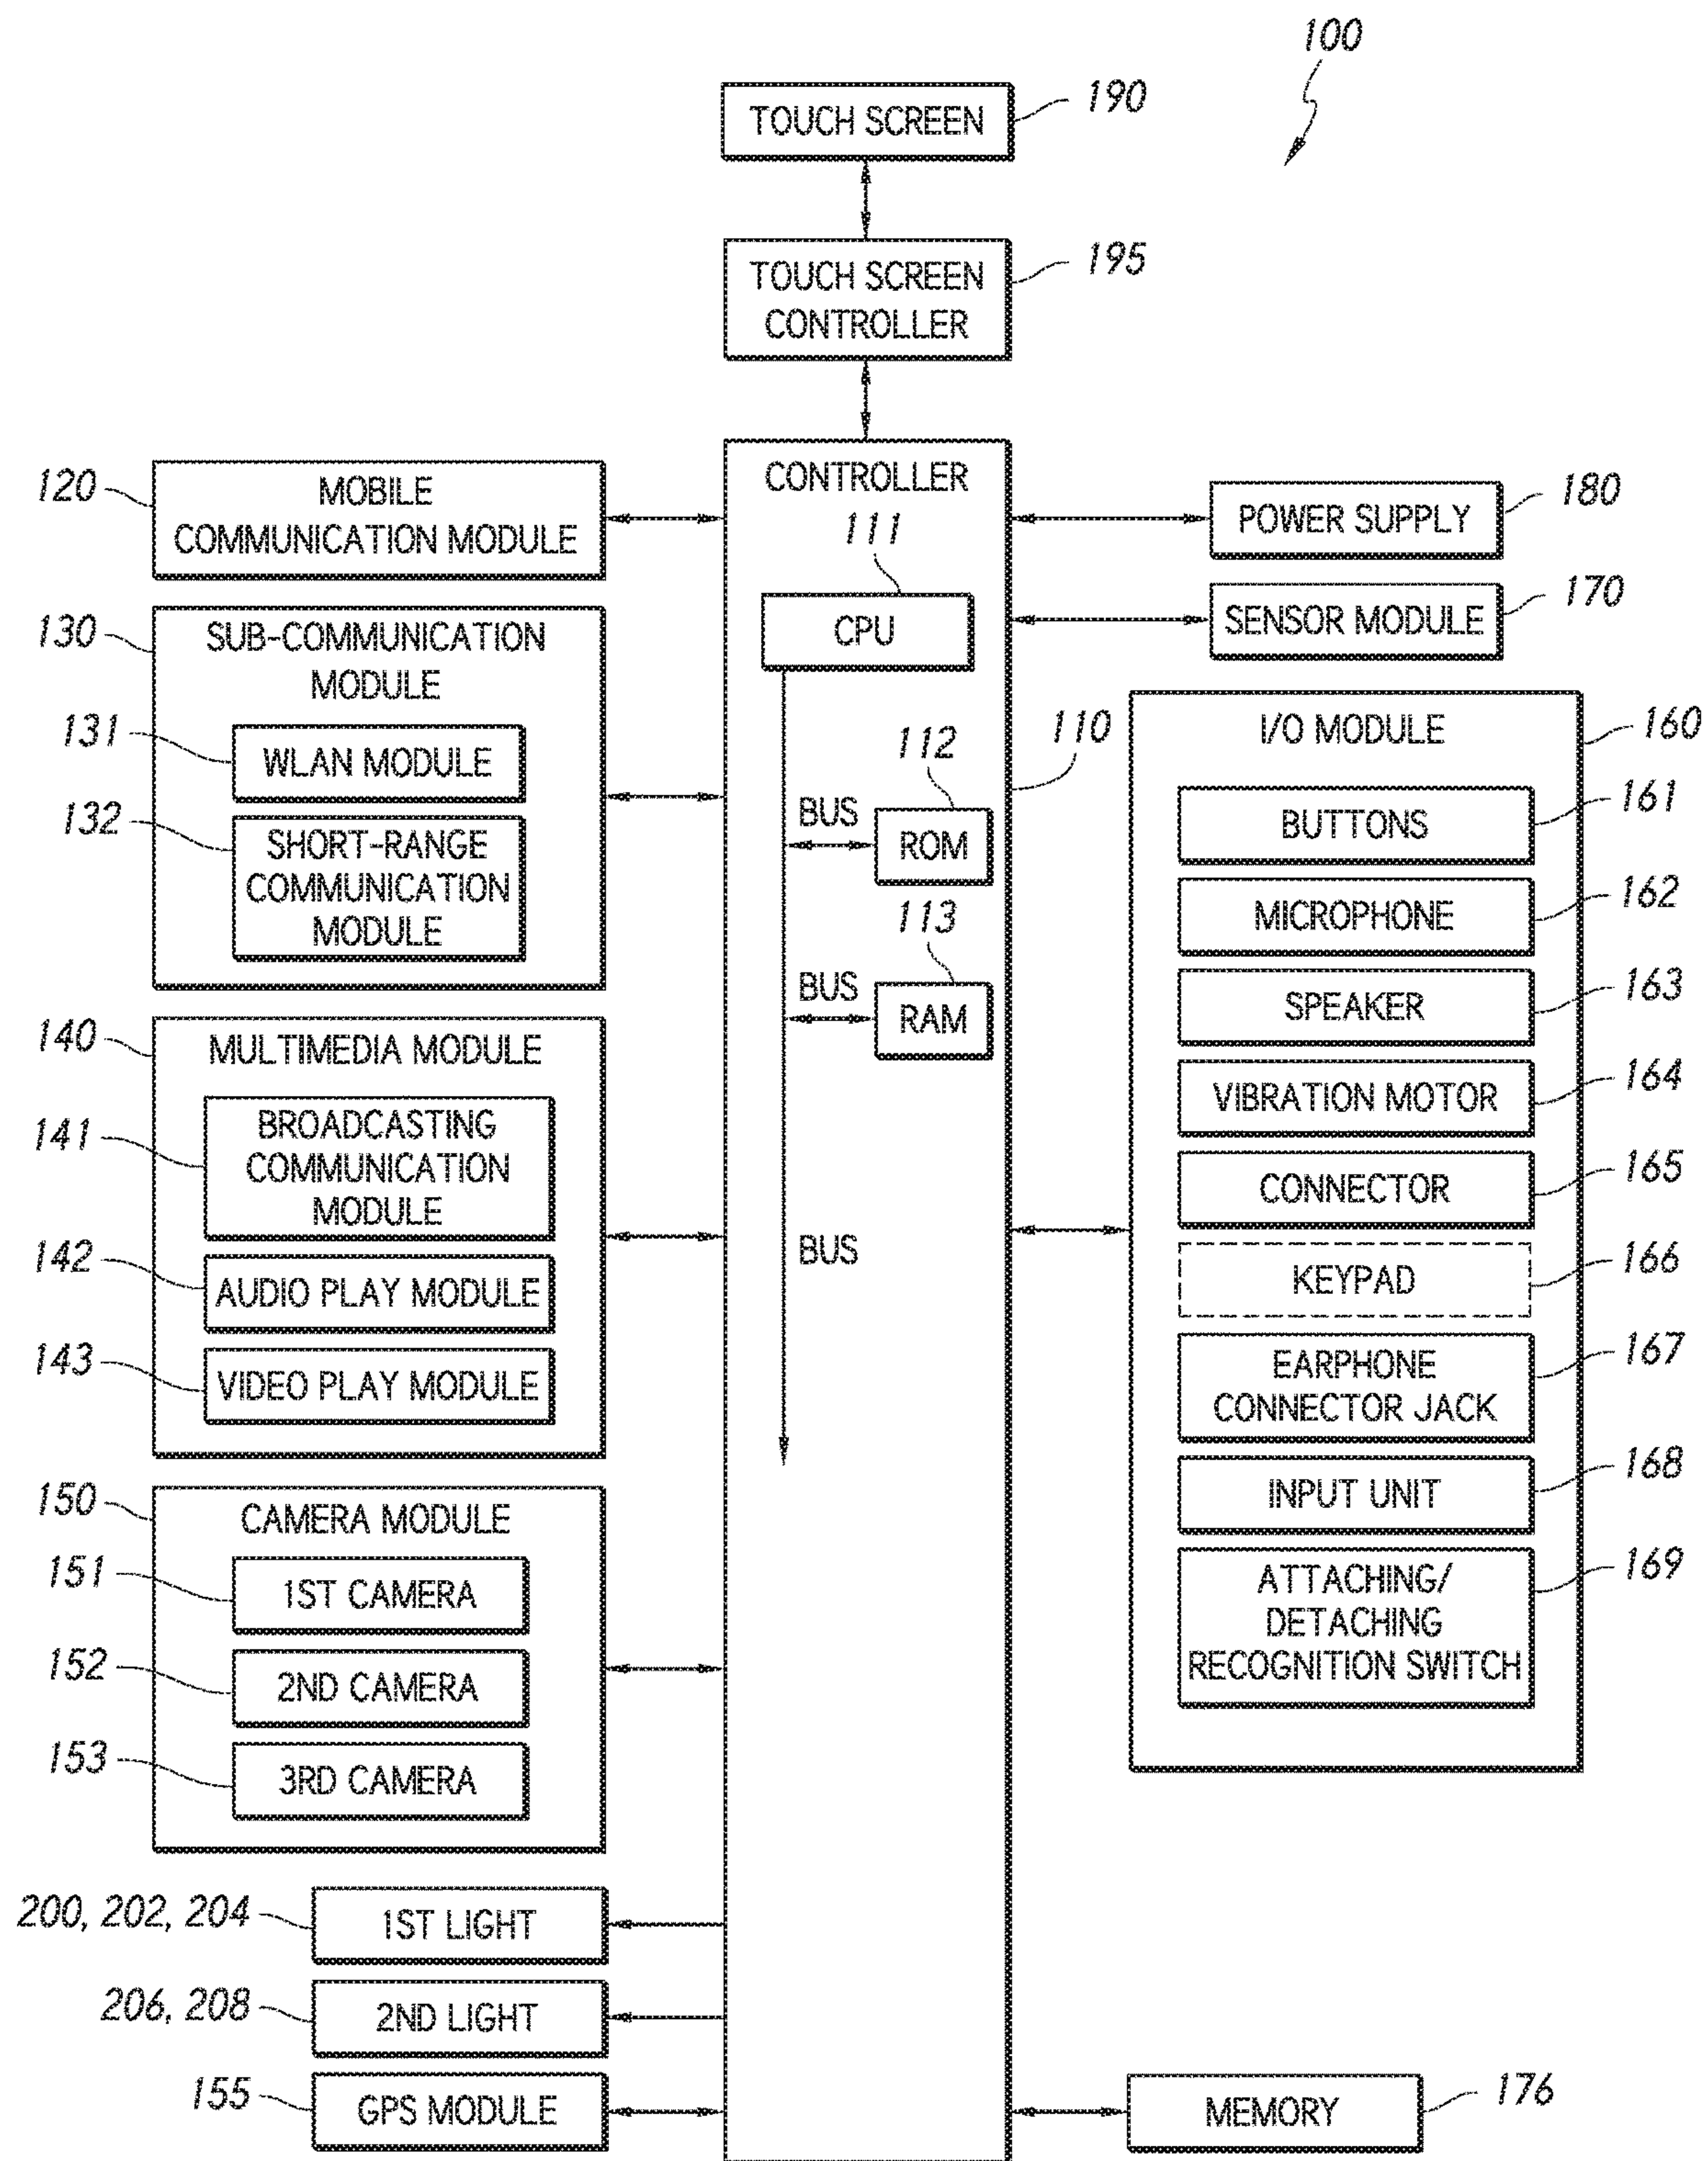 100
TOUCH SCREEN
190
TOUCH SCREEN
CONTROLLER
195
120
MOBILE
COMMUNICATION MODULE
130
SUB-COMMUNICATION
MODULE
131
WLAN MODULE
132
SHORT-RANGE
COMMUNICATION
MODULE
140
MULTIMEDIA MODULE
141
BROADCASTING
COMMUNICATION
MODULE
142
AUDIO PLAY MODULE
143
VIDEO PLAY MODULE
150
CAMERA MODULE
151
1ST CAMERA
152
2ND CAMERA
153
3RD CAMERA
200, 202, 204
1ST LIGHT
206, 208
2ND LIGHT
155
GPS MODULE
CONTROLLER
111
CPU
110
112
BUS
ROM
113
BUS
RAM
BUS
POWER SUPPLY
180
SENSOR MODULE
170
I/O MODULE
160
BUTTONS
161
MICROPHONE
162
SPEAKER
163
VIBRATION MOTOR
164
CONNECTOR
165
KEYPAD
166
EARPHONE
CONNECTOR JACK
167
INPUT UNIT
168
ATTACHING/
DETACHING
RECOGNITION SWITCH
169
MEMORY
176